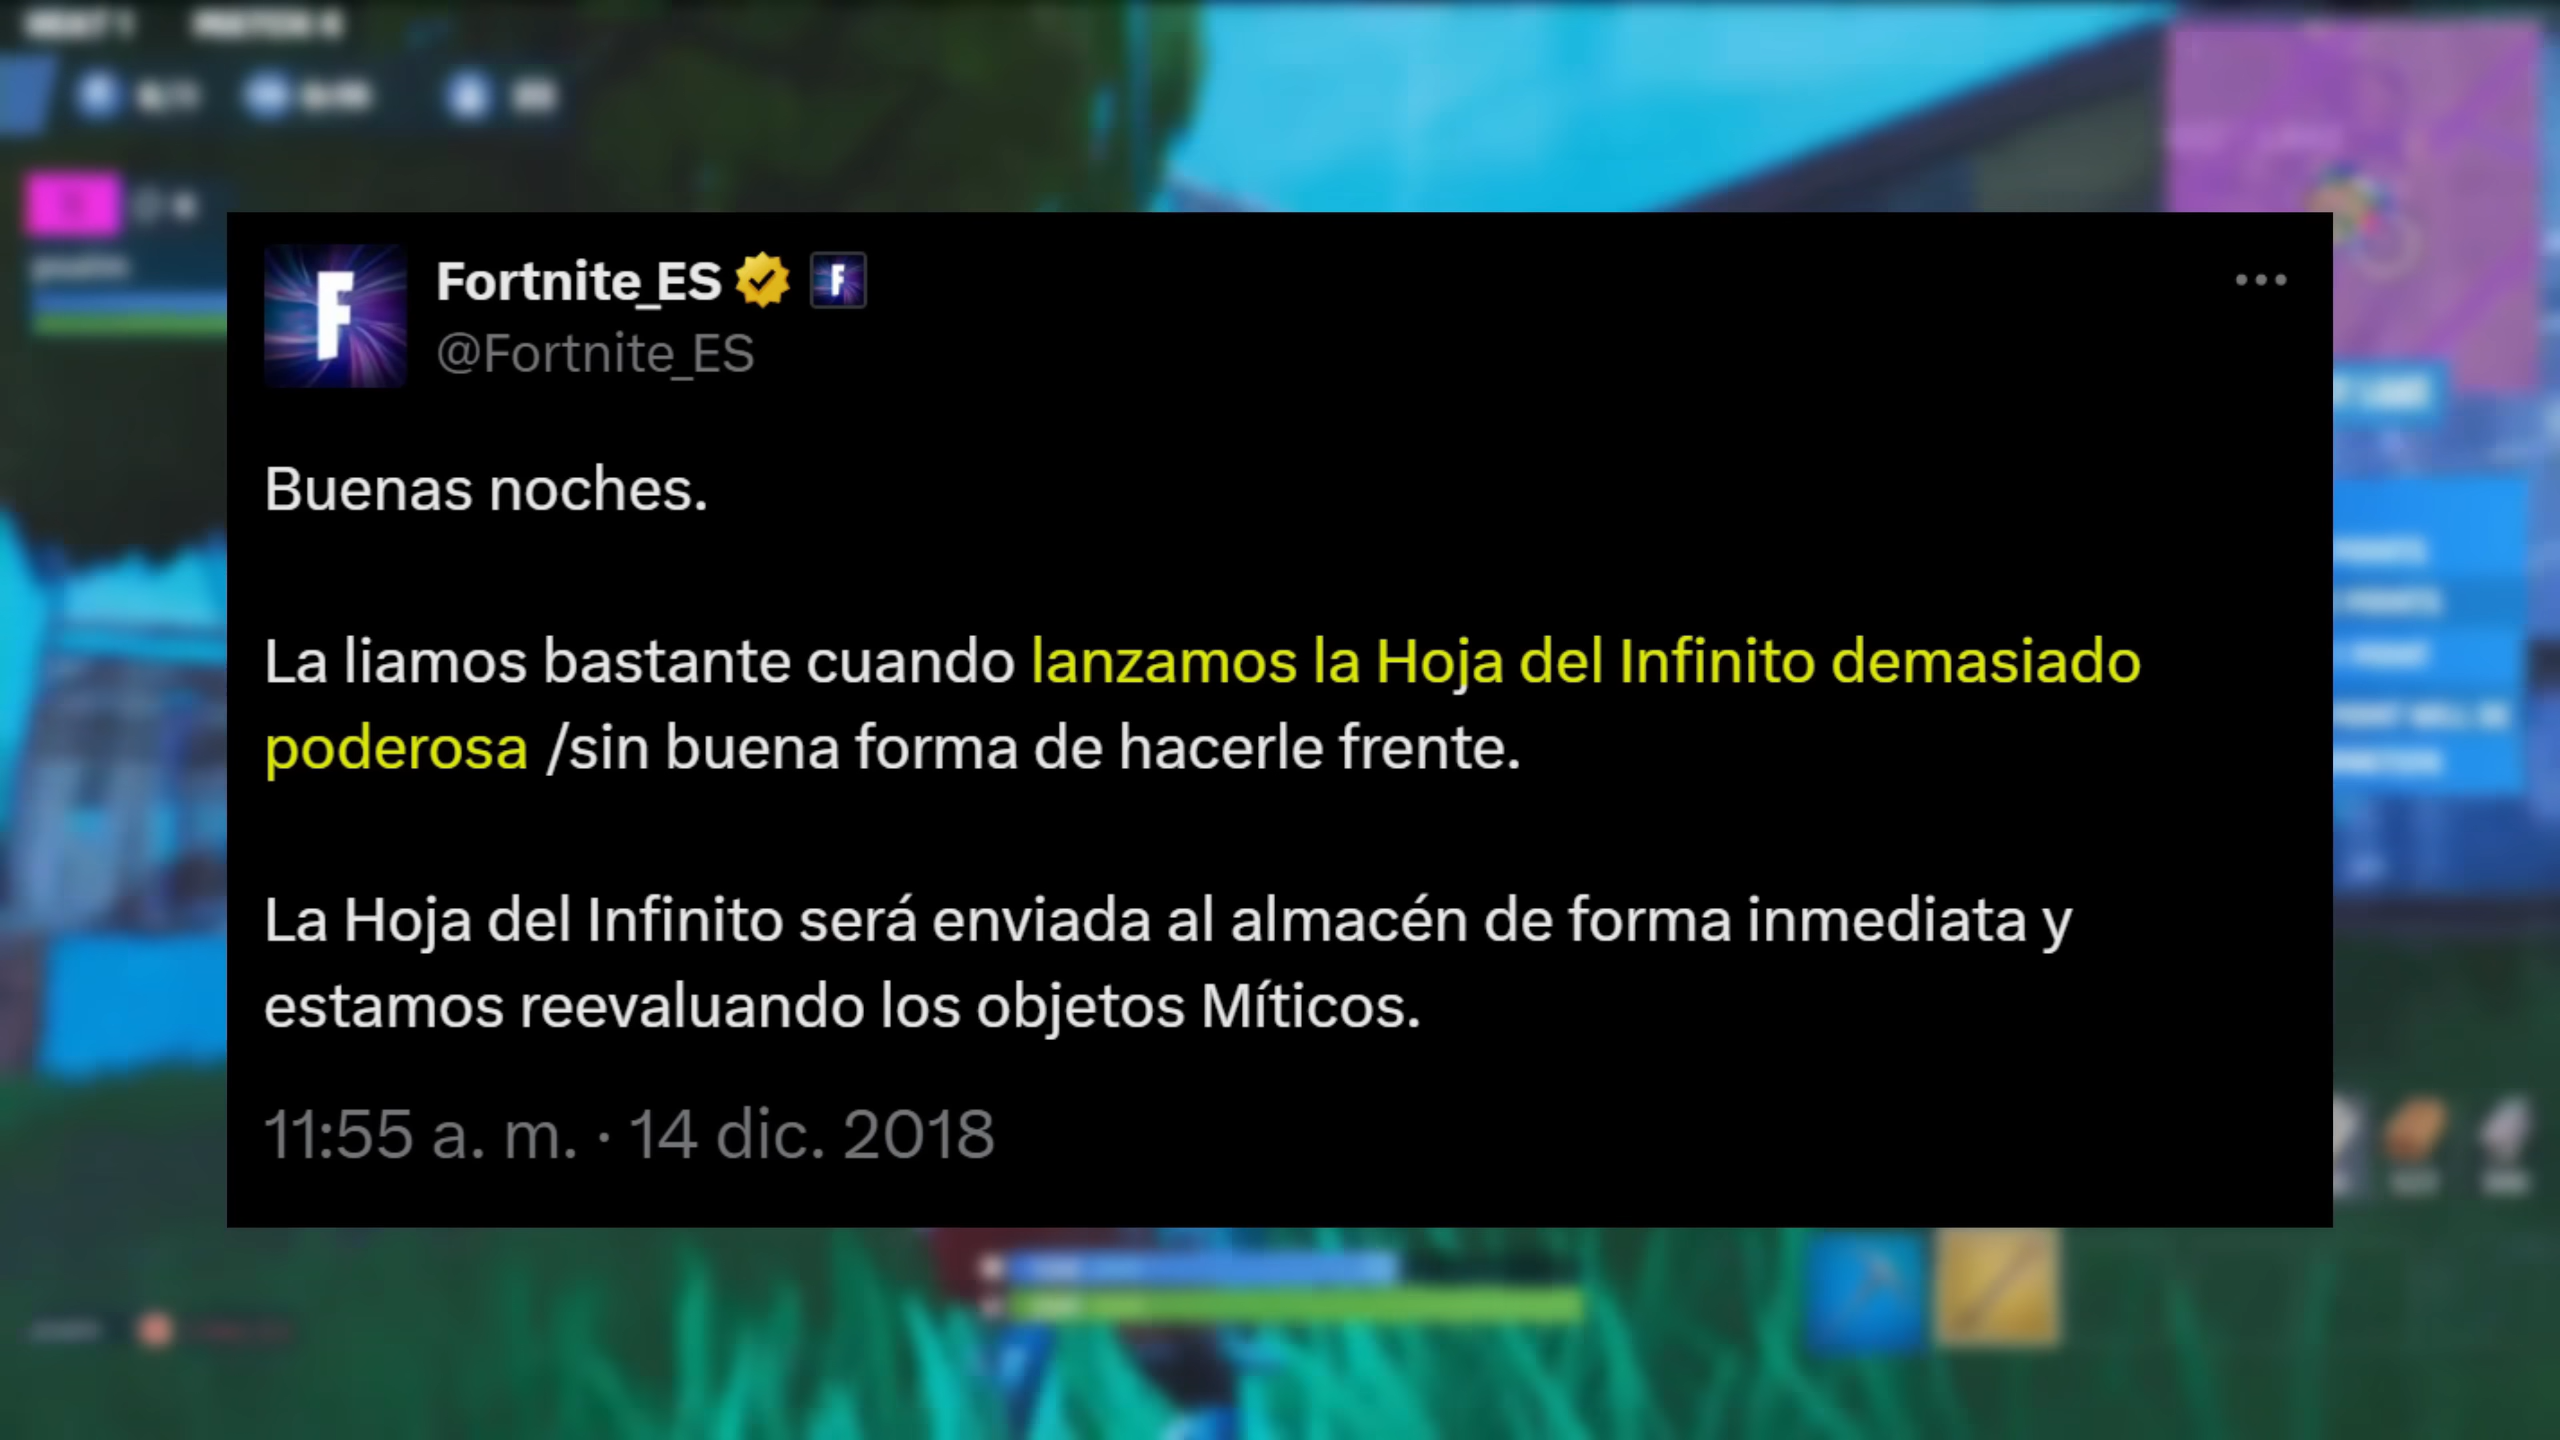 Fortnite_ES
@Fortnite_ES
Buenas noches.
La liamos bastante cuando lanzamos la Hoja del Infinito demasiado
poderosa /sin buena forma de hacerle frente.
La Hoja del Infinito será enviada al almacén de forma inmediata y
estamos reevaluando los objetos Míticos.
11:55 a. m. · 14 dic. 2018